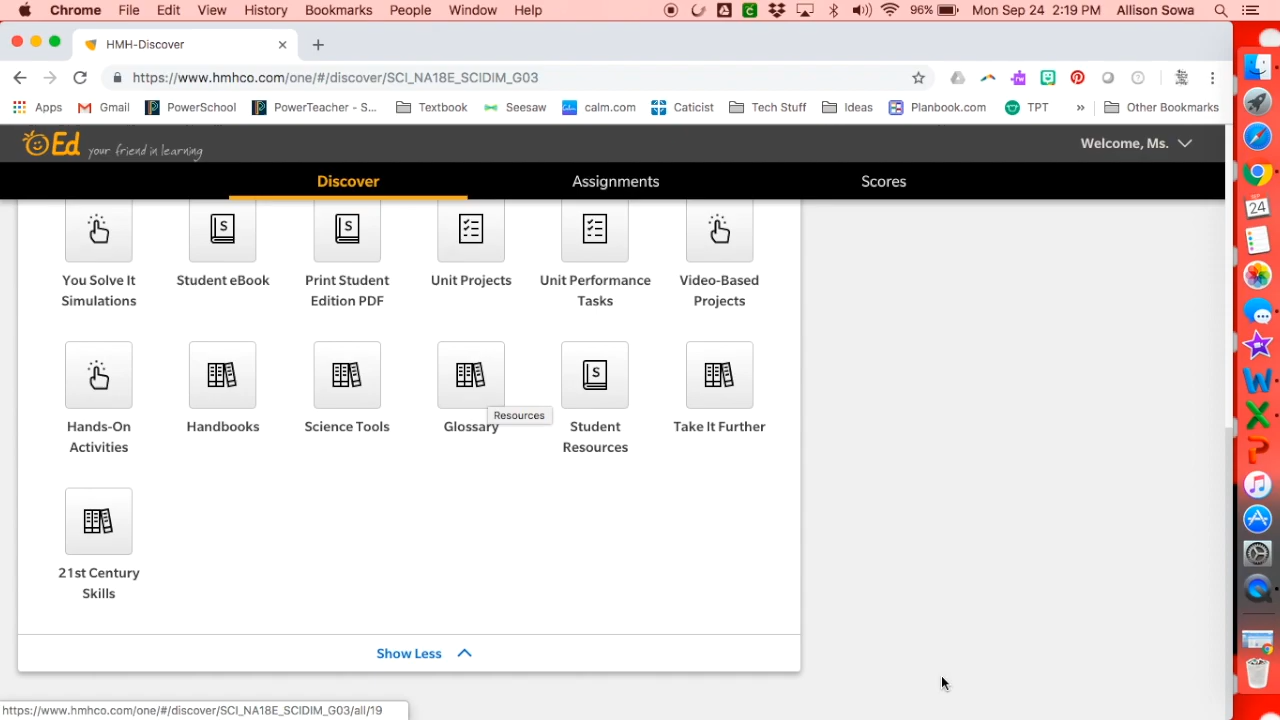 Chrome File Edit View History Bookmarks People Window Help 96% Mon Sep 24 2:19 PM Allison Sova
HMH-Discover
https://www.hmhco.com/one/#/discover/SCI_NA18E_SCIDIM_G03
Apps Gmail PowerSchool PowerTeacher - S... Textbook Seesaw calm.com Caticist Tech Stuff Ideas Planbook.com TPT » Other Bookmarks
Ed your friend in learning Welcome, Ms.
Discover Assignments Scores
You Solve It Simulations
Student eBook
Print Student Edition PDF
Unit Projects
Unit Performance Tasks
Video-Based Projects
Hands-On Activities
Handbooks
Science Tools
Glossary
Resources
Student Resources
Take It Further
21st Century Skills
Show Less
https://www.hmhco.com/one/#/discover/SCI_NA18E_SCIDIM_G03/all/19